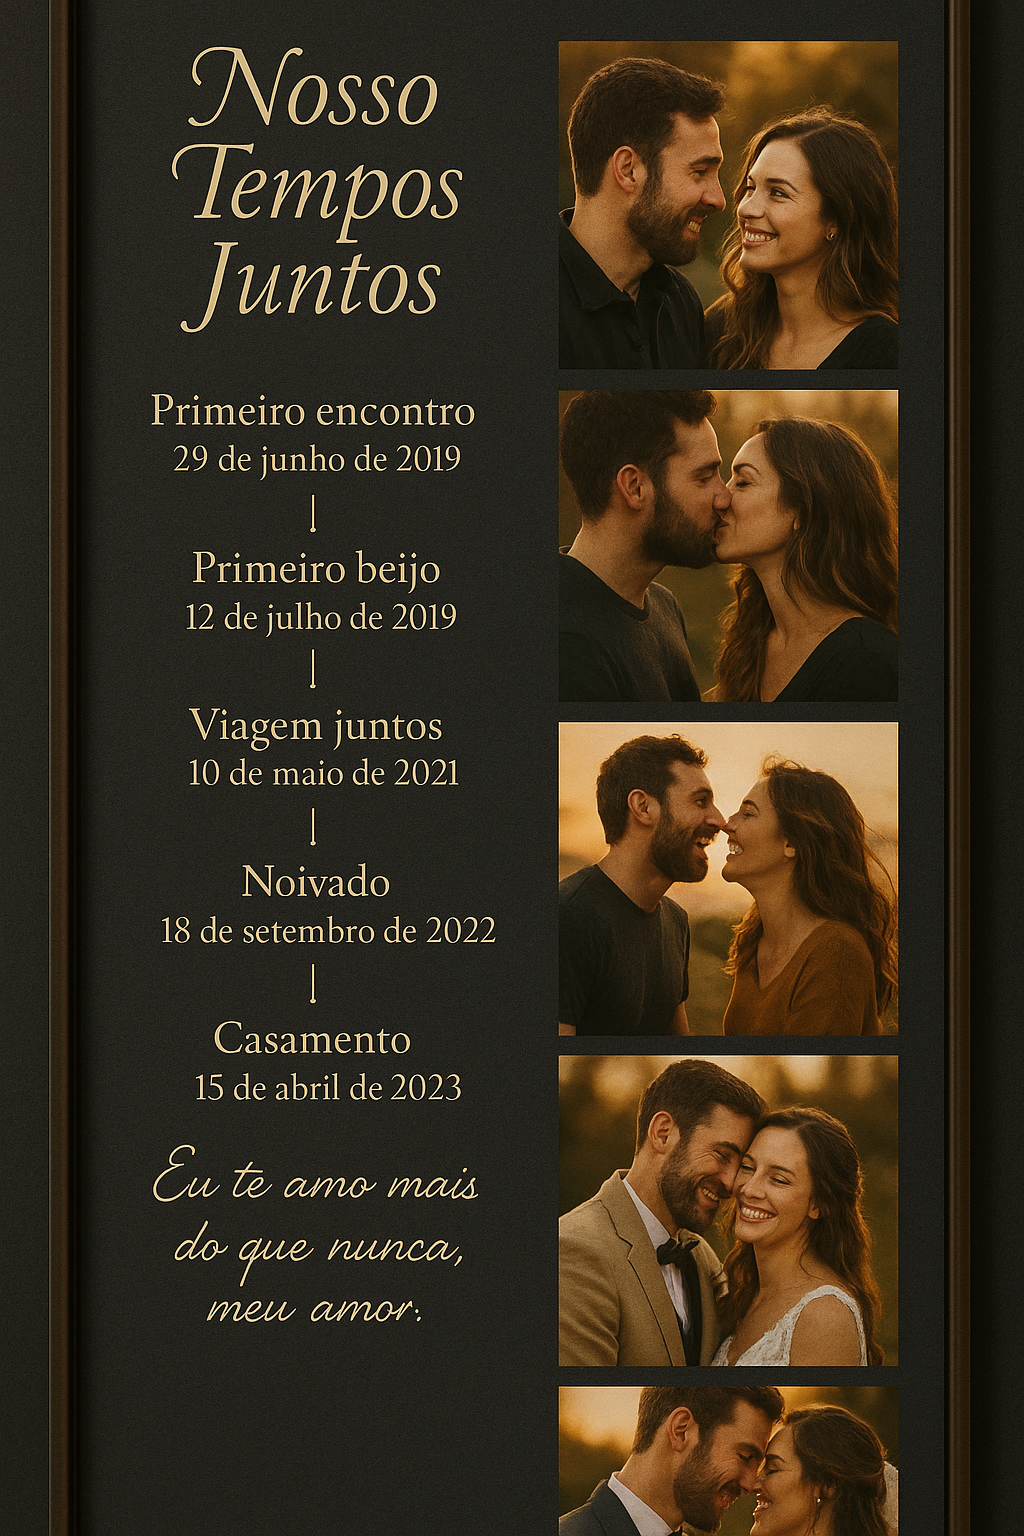 Nosso
Tempos
Juntos
Primeiro encontro
29 de junho de 2019
Primeiro beijo
12 de julho de 2019
Viagem juntos
10 de maio de 2021
Noivado
18 de setembro de 2022
Casamento
15 de abril de 2023
Eu te amo mais
do que nunca,
meu amor: